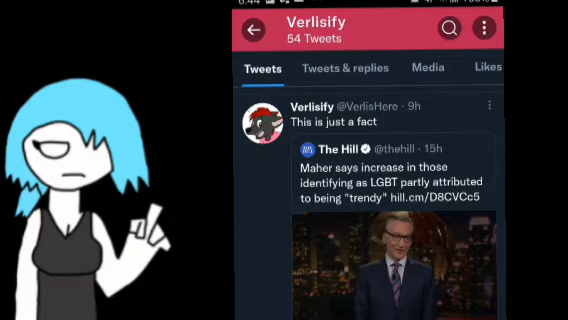 Verlisify
54 Tweets
Tweets Tweets & replies Media Likes
Verlisify @VerlisHere · 9h
This is just a fact
The Hill @thehill · 15h
Maher says increase in those
identifying as LGBT partly attributed
to being "trendy" hill.cm/D8CVCc5